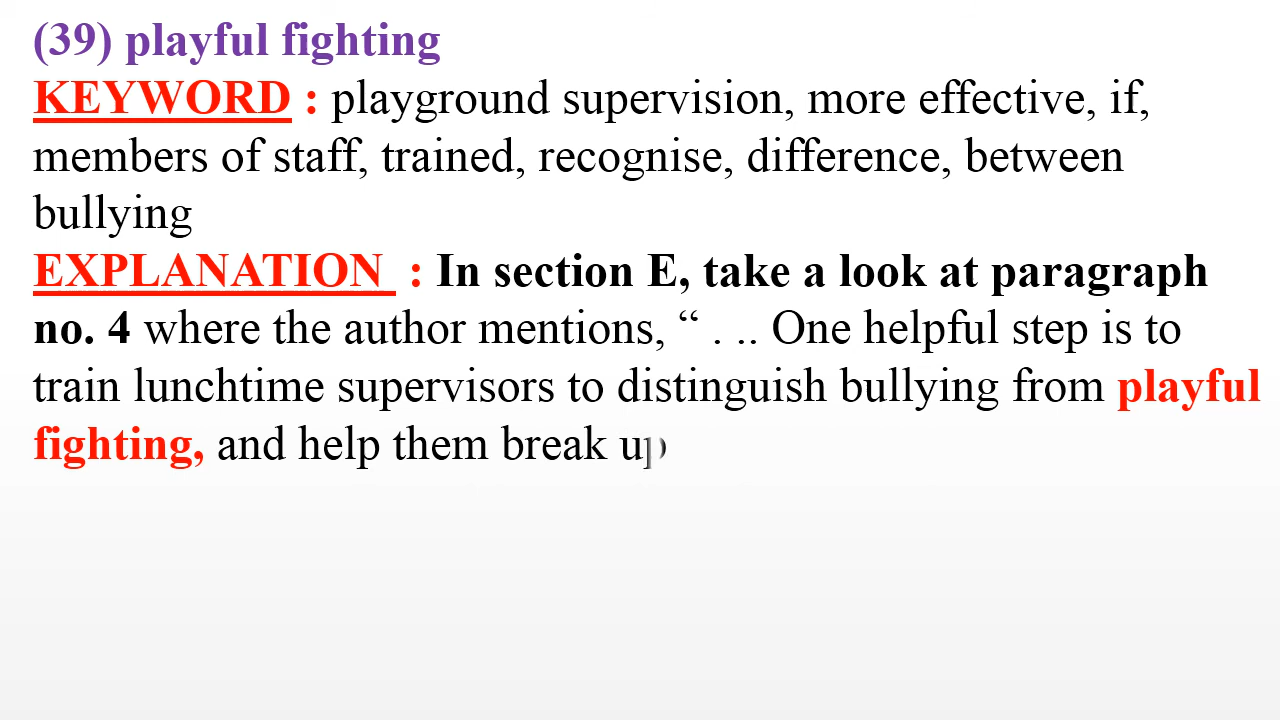 (39) playful fighting
KEYWORD : playground supervision, more effective, if,
members of staff, trained, recognise, difference, between
bullying
EXPLANATION : In section E, take a look at paragraph
no. 4 where the author mentions, “ . .. One helpful step is to
train lunchtime supervisors to distinguish bullying from playful
fighting, and help them break up